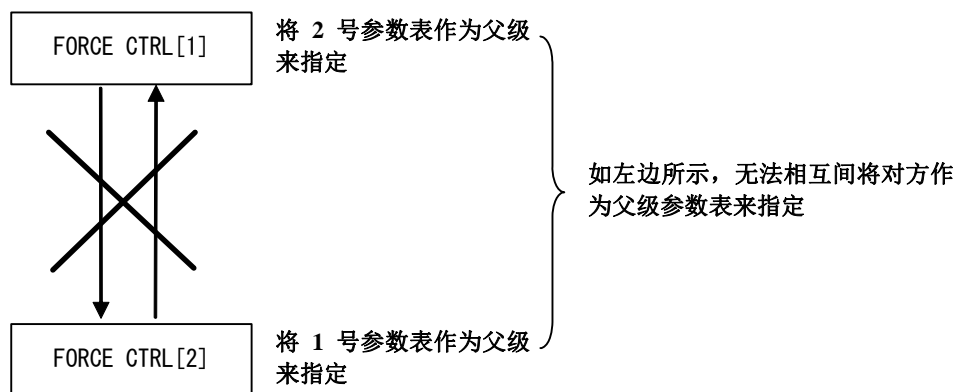 FORCE CTRL[1]
将 2 号参数表作为父级
来指定
如左边所示，无法相互间将对方作
为父级参数表来指定
FORCE CTRL[2]
将 1 号参数表作为父级
来指定